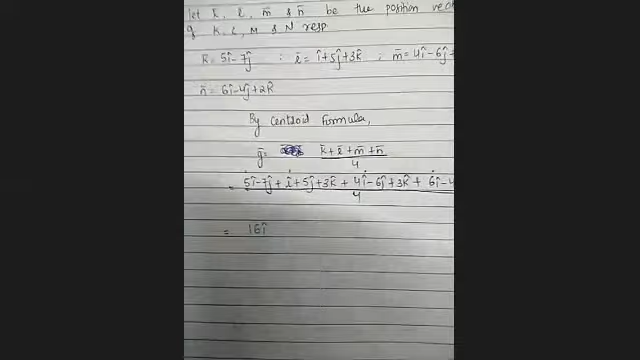 let k̄, l̄, m̄ & n̄ be the position vec
of K, L, M & N resp
k̄ = 5î-7ĵ : l̄ = î+5ĵ+3k̂ ; m̄ = 4î-6ĵ+
n̄ = 6î-4ĵ+2k̂
By Centroid Formula,
ḡ = k̄+l̄+m̄+n̄ / 4
= 5î-7ĵ+î+5ĵ+3k̂+4î-6ĵ+3k̂+6î-4 / 4
= 16î